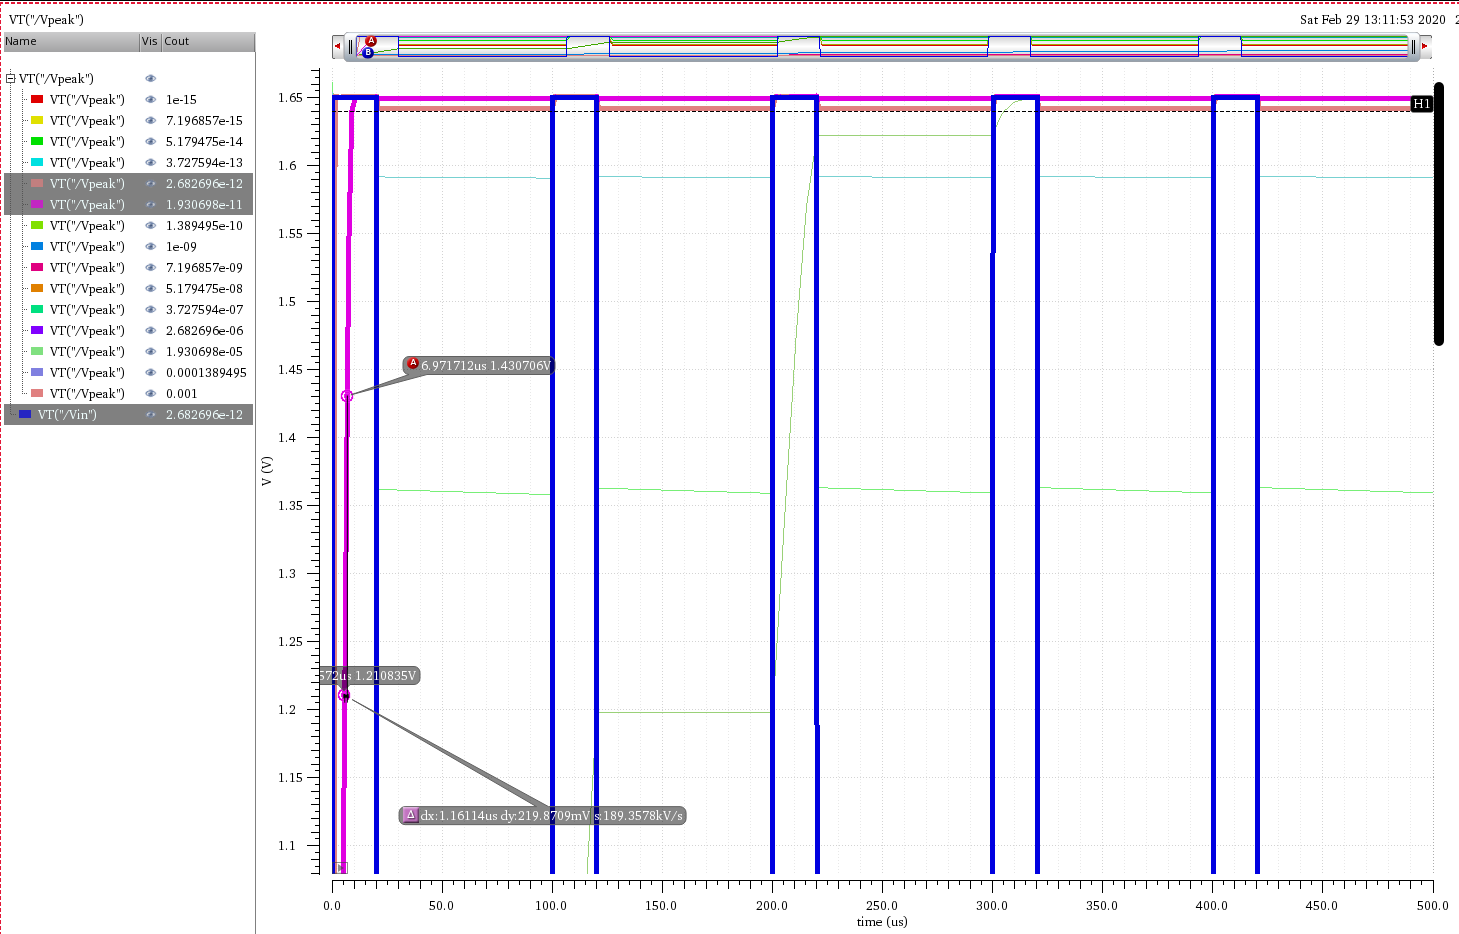 VT("/Vpeak")
Sat Feb 29 13:11:53 2020 2
Name Vis Cout
VT("/Vpeak")
VT("/Vpeak") 1e-15
VT("/Vpeak") 7.196857e-15
VT("/Vpeak") 5.179475e-14
VT("/Vpeak") 3.727594e-13
VT("/Vpeak") 2.682696e-12
VT("/Vpeak") 1.930698e-11
VT("/Vpeak") 1.389495e-10
VT("/Vpeak") 1e-09
VT("/Vpeak") 7.196857e-09
VT("/Vpeak") 5.179475e-08
VT("/Vpeak") 3.727594e-07
VT("/Vpeak") 2.682696e-06
VT("/Vpeak") 1.930698e-05
VT("/Vpeak") 0.0001389495
VT("/Vpeak") 0.001
VT("/Vin") 2.682696e-12
A
B
1.65
H1
1.6
1.55
1.5
1.45
A 6.971712us 1.430706V
1.4
V (V)
1.35
1.3
1.25
572us 1.210835V
1.2
1.15
Δ dx:1.16114us dy:219.8709mV s:189.3578kV/s
1.1
0.0 50.0 100.0 150.0 200.0 250.0 300.0 350.0 400.0 450.0 500.0
time (us)